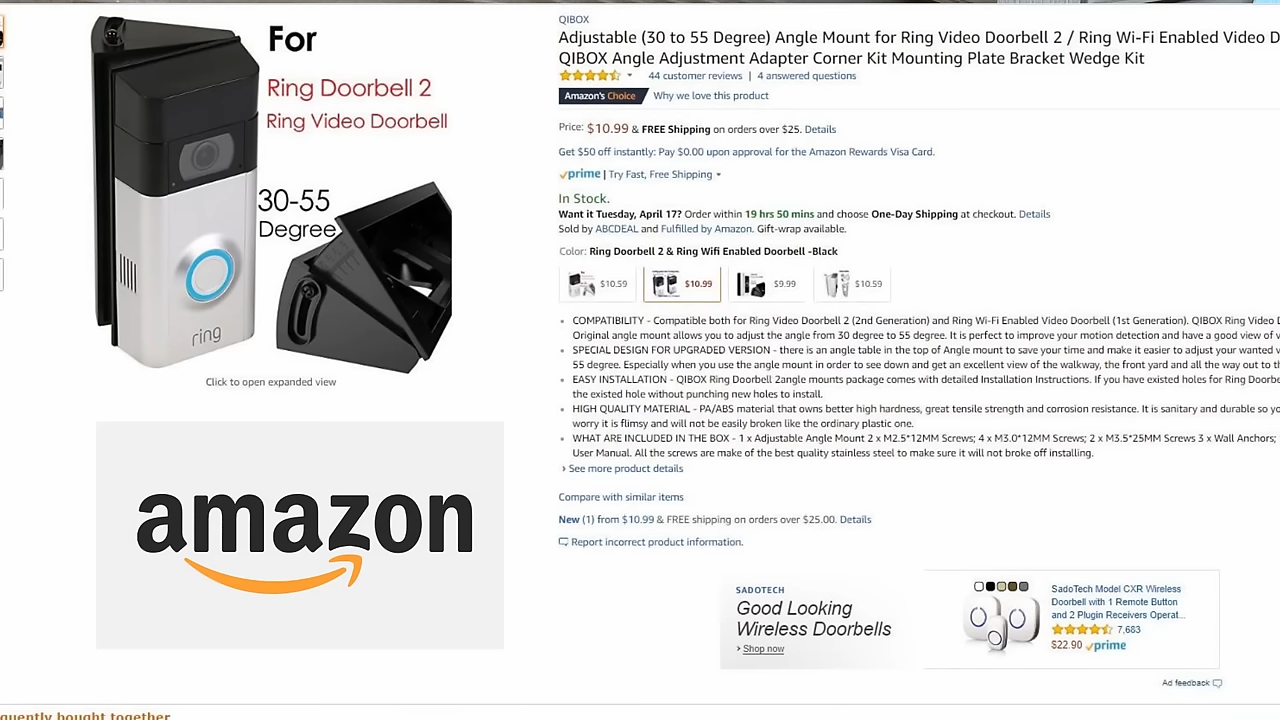 For
Ring Doorbell 2
Ring Video Doorbell
30-55
Degree
ring
Click to open expanded view
amazon
QIBOX
Adjustable (30 to 55 Degree) Angle Mount for Ring Video Doorbell 2 / Ring Wi-Fi Enabled Video D
QIBOX Angle Adjustment Adapter Corner Kit Mounting Plate Bracket Wedge Kit
44 customer reviews | 4 answered questions
Amazon's Choice Why we love this product
Price: $10.99 & FREE Shipping on orders over $25. Details
Get $50 off instantly: Pay $0.00 upon approval for the Amazon Rewards Visa Card.
prime | Try Fast, Free Shipping
In Stock.
Want it Tuesday, April 17? Order within 19 hrs 50 mins and choose One-Day Shipping at checkout. Details
Sold by ABCDEAL and Fulfilled by Amazon. Gift-wrap available.
Color: Ring Doorbell 2 & Ring Wifi Enabled Doorbell -Black
$10.59 $10.99 $9.99 $10.59
COMPATIBILITY - Compatible both for Ring Video Doorbell 2 (2nd Generation) and Ring Wi-Fi Enabled Video Doorbell (1st Generation). QIBOX Ring Video D
Original angle mount allows you to adjust the angle from 30 degree to 55 degree. It is perfect to improve your motion detection and have a good view of v
SPECIAL DESIGN FOR UPGRADED VERSION - there is an angle table in the top of Angle mount to save your time and make it easier to adjust your wanted v
55 degree. Especially when you use the angle mount in order to see down and get an excellent view of the walkway, the front yard and all the way out to th
EASY INSTALLATION - QIBOX Ring Doorbell 2angle mounts package comes with detailed Installation Instructions. If you have existed holes for Ring Doorbe
the existed hole without punching new holes to install.
HIGH QUALITY MATERIAL - PA/ABS material that owns better high hardness, great tensile strength and corrosion resistance. It is sanitary and durable so yo
worry it is flimsy and will not be easily broken like the ordinary plastic one.
WHAT ARE INCLUDED IN THE BOX - 1 x Adjustable Angle Mount 2 x M2.5*12MM Screws; 4 x M3.0*12MM Screws; 2 x M3.5*25MM Screws 3 x Wall Anchors;
User Manual. All the screws are make of the best quality stainless steel to make sure it will not broke off installing.
› See more product details
Compare with similar items
New (1) from $10.99 & FREE shipping on orders over $25.00. Details
Report incorrect product information.
SADOTECH
Good Looking
Wireless Doorbells
› Shop now
SadoTech Model CXR Wireless
Doorbell with 1 Remote Button
and 2 Plugin Receivers Operat...
7,683
$22.90 prime
Ad feedback
quently bought together